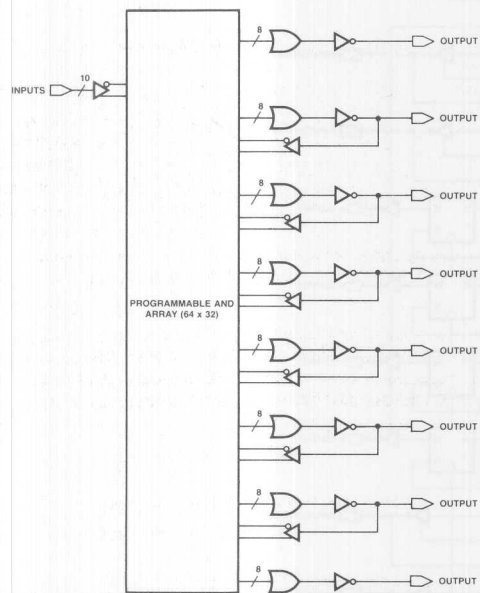 8
OUTPUT
INPUTS
10
8
OUTPUT
8
OUTPUT
8
OUTPUT
PROGRAMMABLE AND
ARRAY (64 x 32)
8
OUTPUT
8
OUTPUT
8
OUTPUT
8
OUTPUT